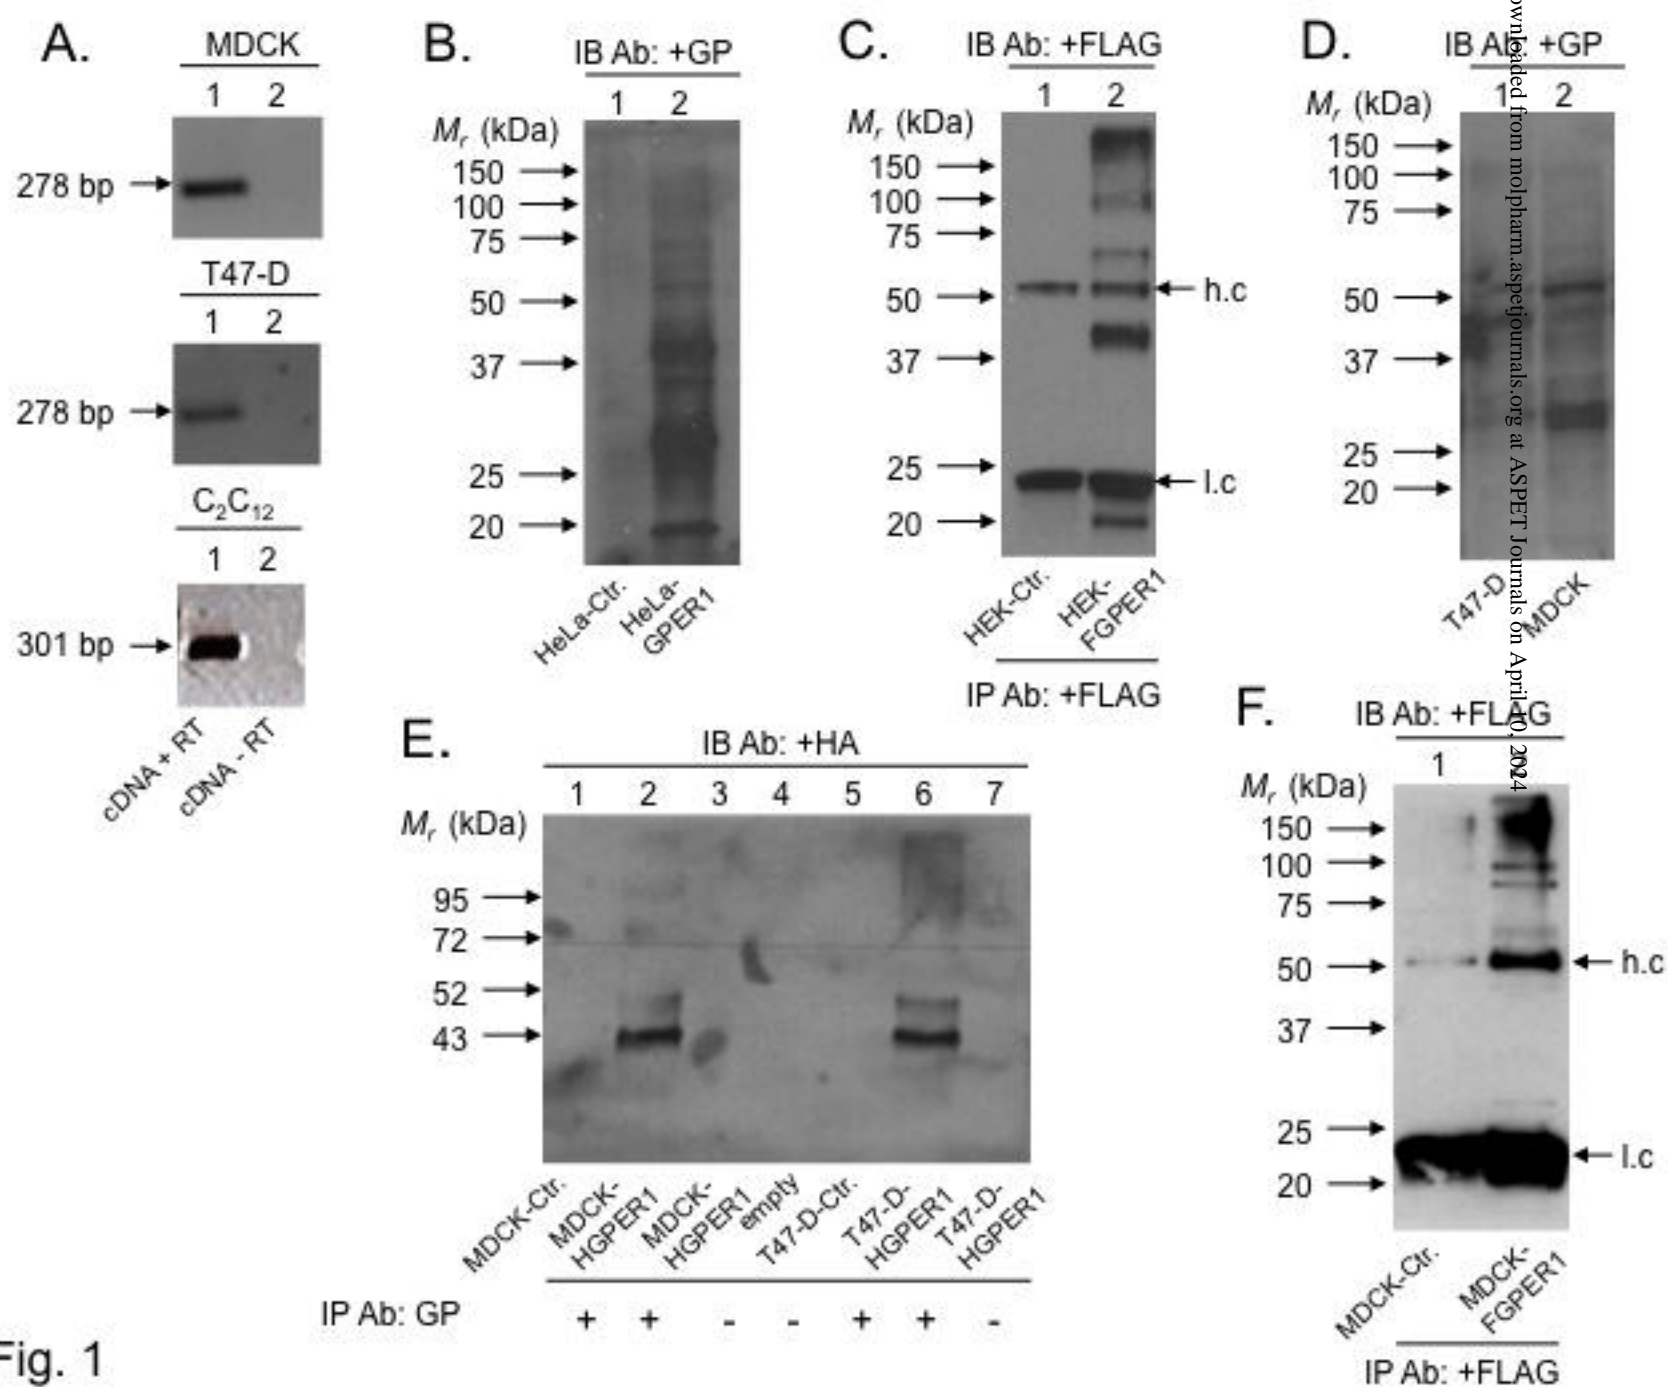 A.
MDCK
1 2
278 bp
T47-D
1 2
278 bp
C2C12
1 2
301 bp
cDNA + RT
cDNA - RT
B.
IB Ab: +GP
1 2
Mr (kDa)
150
100
75
50
37
25
20
HeLa-Ctr.
HeLa-
GPER1
C.
IB Ab: +FLAG
1 2
Mr (kDa)
150
100
75
50
37
25
20
h.c
l.c
HEK-Ctr.
HEK-
FGPER1
IP Ab: +FLAG
D.
IB Ab: +GP
1 2
Mr (kDa)
150
100
75
50
37
25
20
T47-D
MDCK
E.
IB Ab: +HA
1 2 3 4 5 6 7
Mr (kDa)
95
72
52
43
MDCK-Ctr.
MDCK-
HGPER1
MDCK-
HGPER1
empty
T47-D-Ctr.
T47-D-
HGPER1
T47-D-
HGPER1
IP Ab: GP + + - - + + -
F.
IB Ab: +FLAG
1
Mr (kDa)
150
100
75
50
37
25
20
h.c
l.c
MDCK-Ctr.
MDCK-
FGPER1
IP Ab: +FLAG
Fig. 1
ownloaded from molpharm.aspetjournals.org at ASPET Journals on April 10, 2024